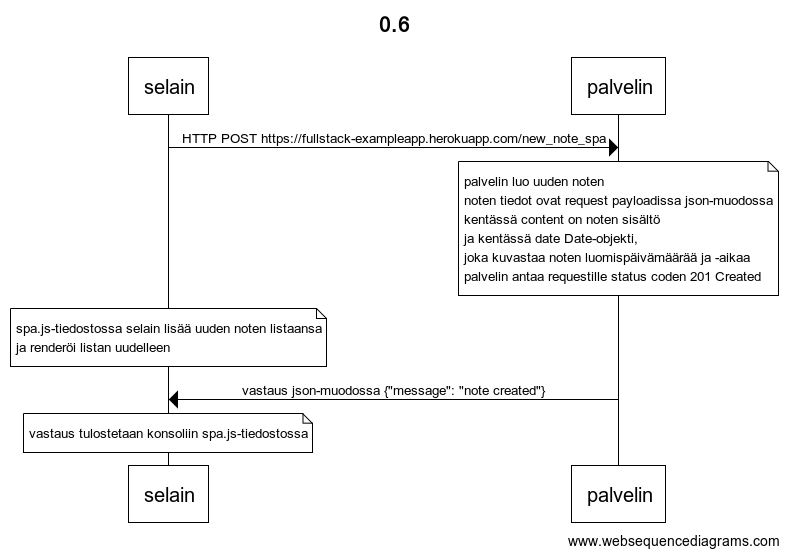 0.6
selain
palvelin
HTTP POST https://fullstack-exampleapp.herokuapp.com/new_note_spa
palvelin luo uuden noten
noten tiedot ovat request payloadissa json-muodossa
kentässä content on noten sisältö
ja kentässä date Date-objekti,
joka kuvastaa noten luomispäivämäärää ja -aikaa
palvelin antaa requestille status coden 201 Created
spa.js-tiedostossa selain lisää uuden noten listaansa
ja renderöi listan uudelleen
vastaus json-muodossa {"message": "note created"}
vastaus tulostetaan konsoliin spa.js-tiedostossa
selain
palvelin
www.websequencediagrams.com